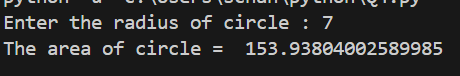 Enter the radius of circle : 7
The area of circle =  153.93804002589985